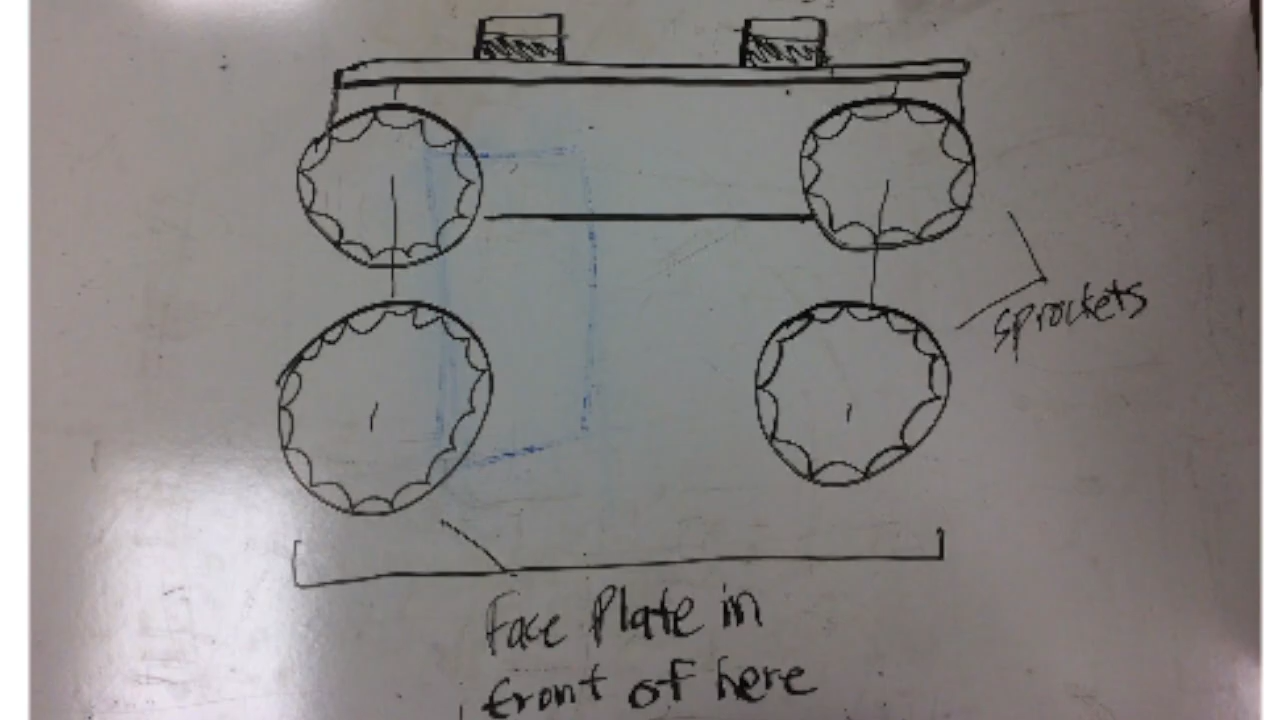 sprockets
Face Plate in
front of here